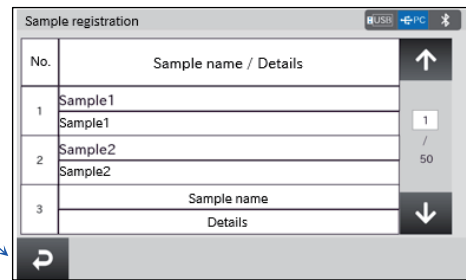 Sample registration
USB PC
No. Sample name / Details
1 Sample1
Sample1
2 Sample2
Sample2
3 Sample name
Details
1
/
50